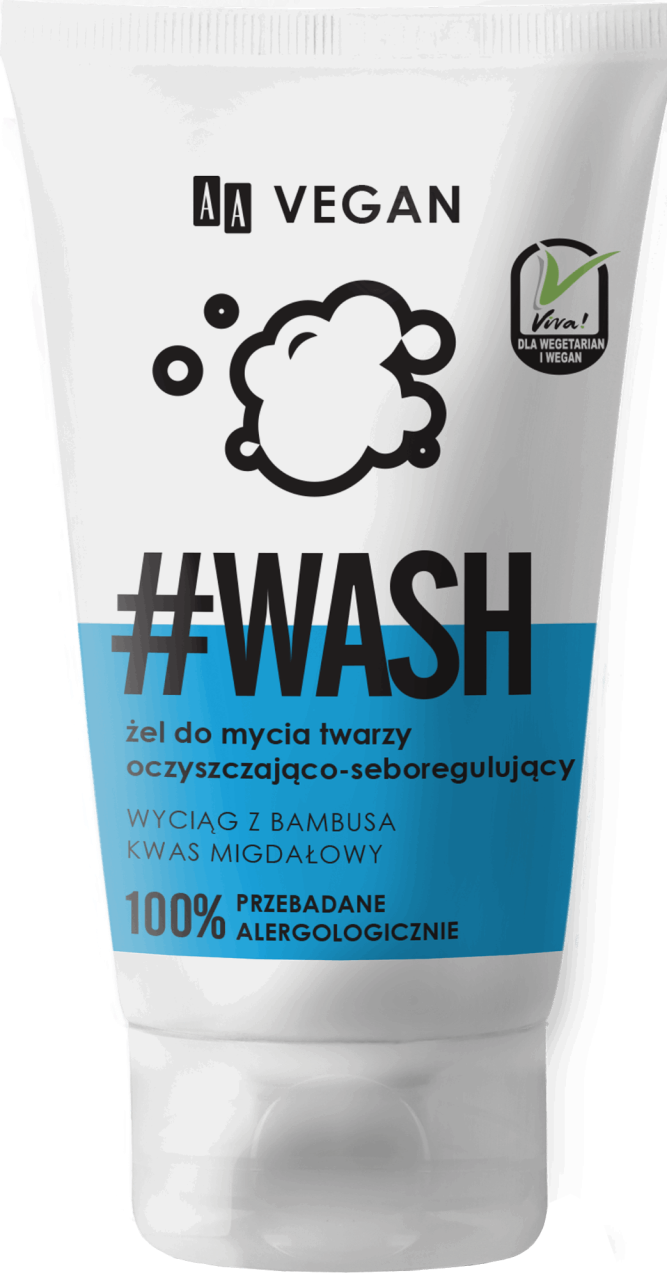 AA VEGAN
Viva!
DLA WEGETARIAN
I WEGAN
#WASH
żel do mycia twarzy
oczyszczająco-seboregulujący
WYCIĄG Z BAMBUSA
KWAS MIGDAŁOWY
100% PRZEBADANE
ALERGOLOGICZNIE